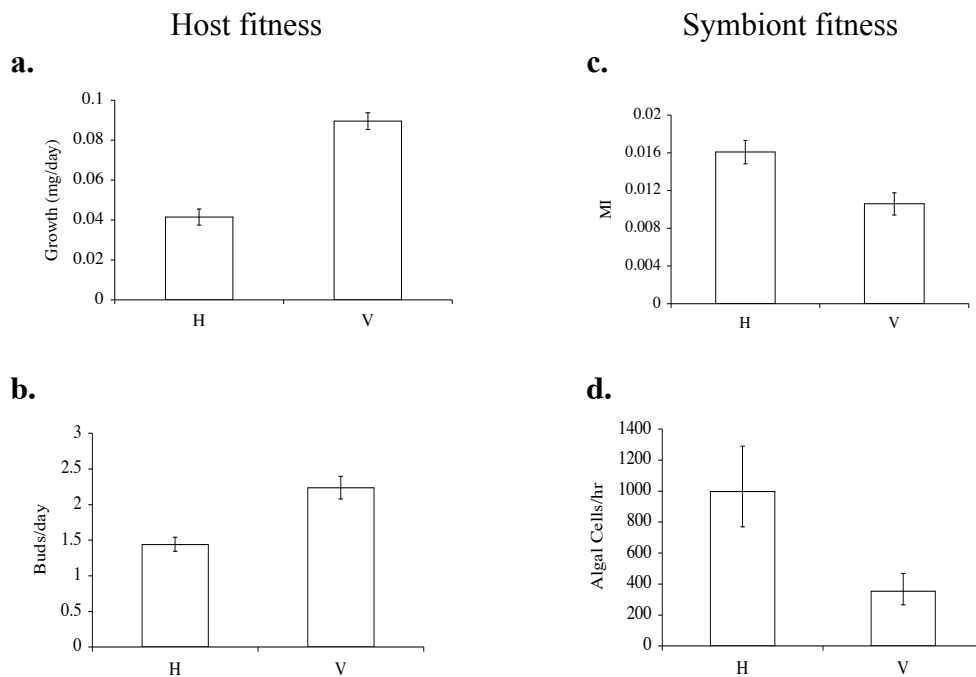 Host fitness
Symbiont fitness
a.
Growth (mg/day)
0.1
0.08
0.06
0.04
0.02
0
H V
b.
Buds/day
3
2.5
2
1.5
1
0.5
0
H V
c.
MI
0.02
0.016
0.012
0.008
0.004
0
H V
d.
Algal Cells/hr
1400
1200
1000
800
600
400
200
0
H V